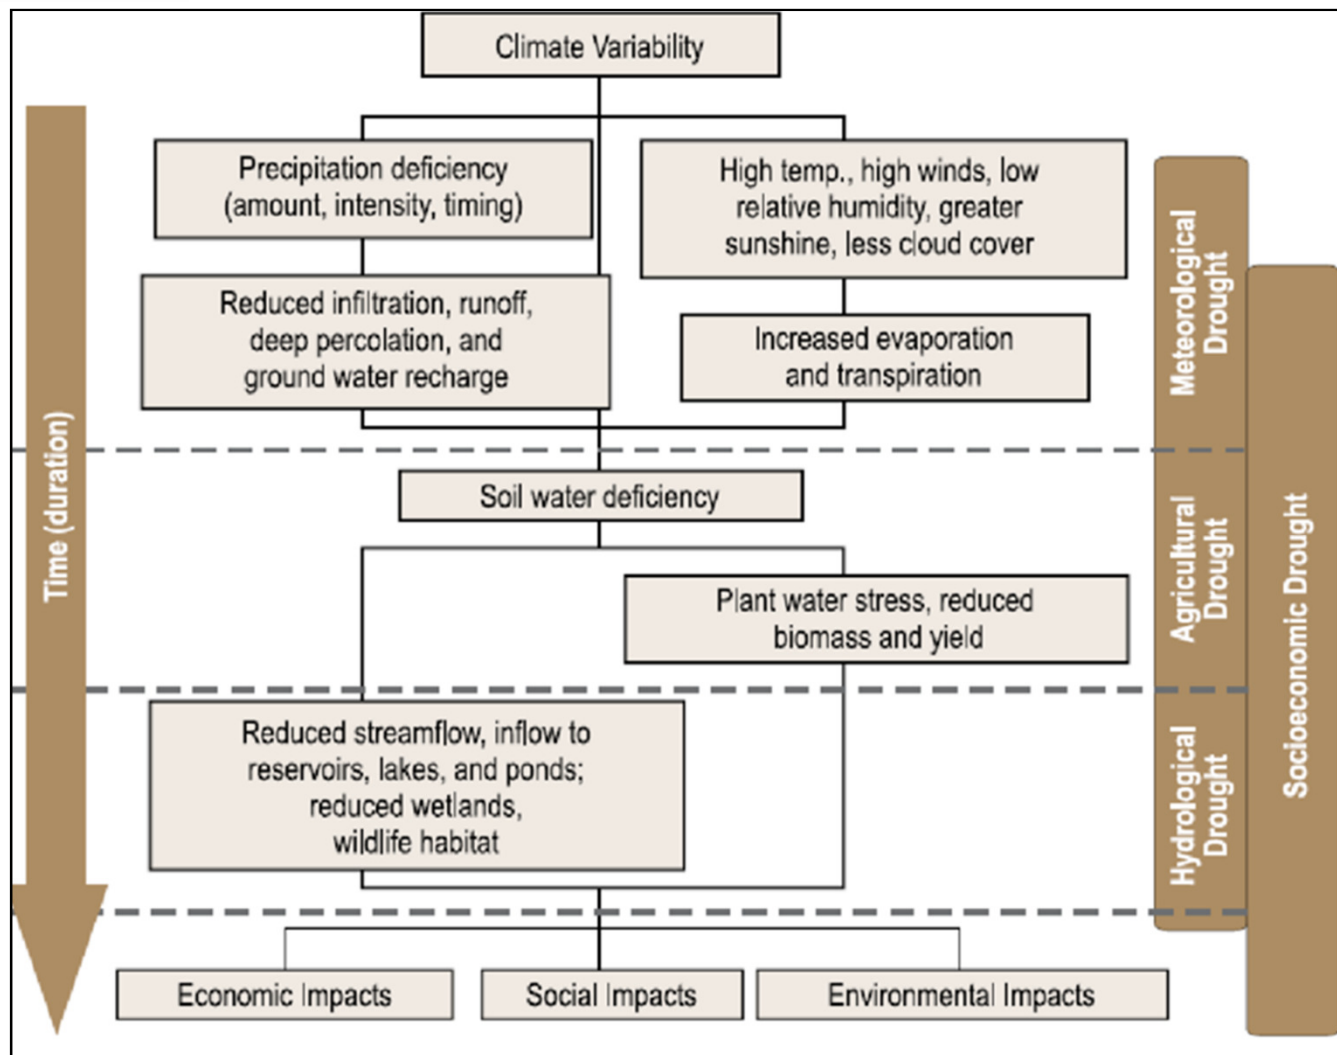 Climate Variability
Precipitation deficiency
(amount, intensity, timing)
High temp., high winds, low
relative humidity, greater
sunshine, less cloud cover
Reduced infiltration, runoff,
deep percolation, and
ground water recharge
Increased evaporation
and transpiration
Soil water deficiency
Plant water stress, reduced
biomass and yield
Reduced streamflow, inflow to
reservoirs, lakes, and ponds;
reduced wetlands,
wildlife habitat
Economic Impacts
Social Impacts
Environmental Impacts
Time (duration)
Meteorological
Drought
Agricultural
Drought
Hydrological
Drought
Socioeconomic Drought